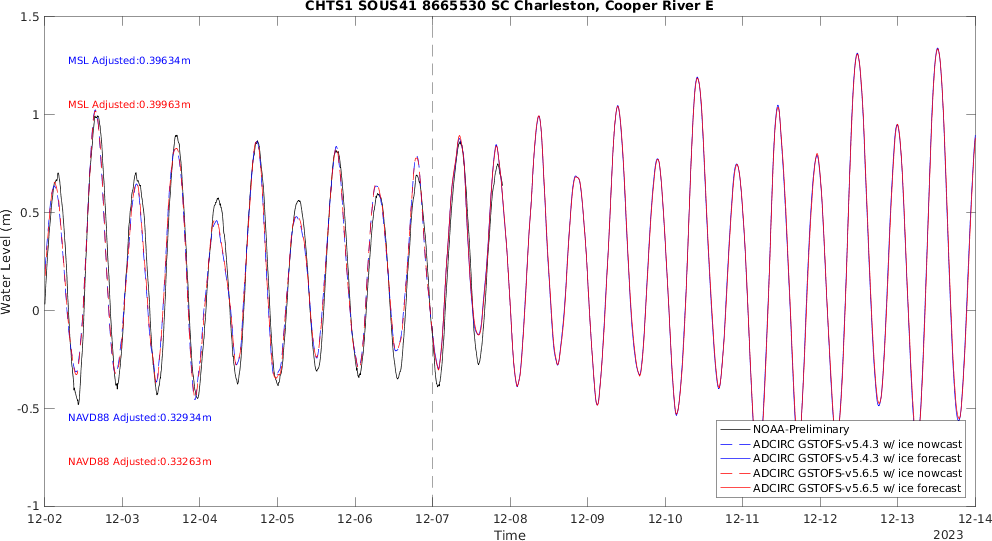 CHTS1 SOUS41 8665530 SC Charleston, Cooper River E
1.5
1
0.5
0
-0.5
-1
Water Level (m)
MSL Adjusted:0.39634m
MSL Adjusted:0.39963m
NAVD88 Adjusted:0.32934m
NAVD88 Adjusted:0.33263m
NOAA-Preliminary
ADCIRC GSTOFS-v5.4.3 w/ ice nowcast
ADCIRC GSTOFS-v5.4.3 w/ ice forecast
ADCIRC GSTOFS-v5.6.5 w/ ice nowcast
ADCIRC GSTOFS-v5.6.5 w/ ice forecast
12-02 12-03 12-04 12-05 12-06 12-07 12-08 12-09 12-10 12-11 12-12 12-13 12-14
Time
2023